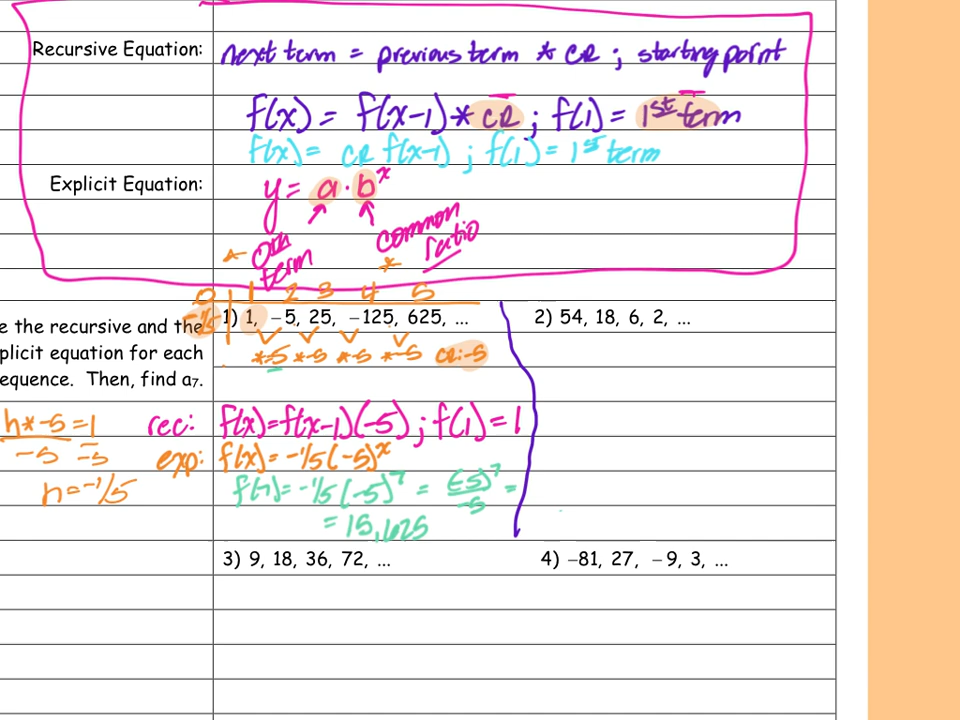 Recursive Equation: next term = previous term * CR ; starting point
f(x) = f(x-1) * CR ; f(1) = 1st term
f(x) = CR f(x-1) ; f(1) = 1st term
Explicit Equation: y = a · b^x
0th term
common ratio
0 | 1 2 3 4 5
-1/5
1) 1, −5, 25, −125, 625, ...
2) 54, 18, 6, 2, ...
e the recursive and the
plicit equation for each
equence. Then, find a₇.
*-5 *-5 *-5 *-5 CR: -5
n * -5 = 1
-5 -5
n = -1/5
rec: f(x) = f(x-1)(-5) ; f(1) = 1
exp: f(x) = -1/5(-5)^x
f(7) = -1/5(-5)^7 = (-5)^7/-5 =
= 15,625
3) 9, 18, 36, 72, ...
4) −81, 27, −9, 3, ...